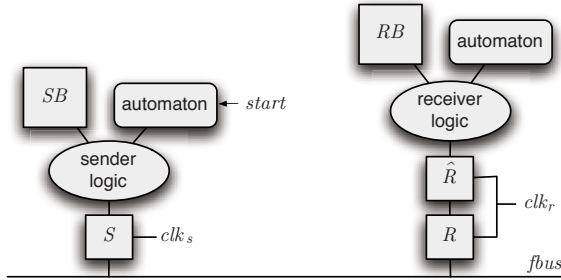 SB
automaton
start
sender
logic
S
clk_s
RB
automaton
receiver
logic
R̂
clk_r
R
fbus